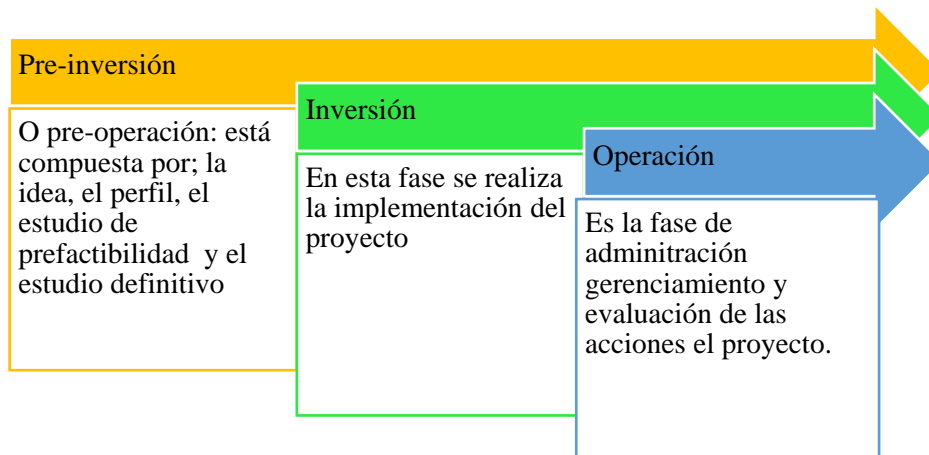 Pre-inversión
O pre-operación: está
compuesta por; la
idea, el perfil, el
estudio de
prefactibilidad y el
estudio definitivo
Inversión
En esta fase se realiza
la implementación del
proyecto
Operación
Es la fase de
adminitración
gerenciamiento y
evaluación de las
acciones el proyecto.